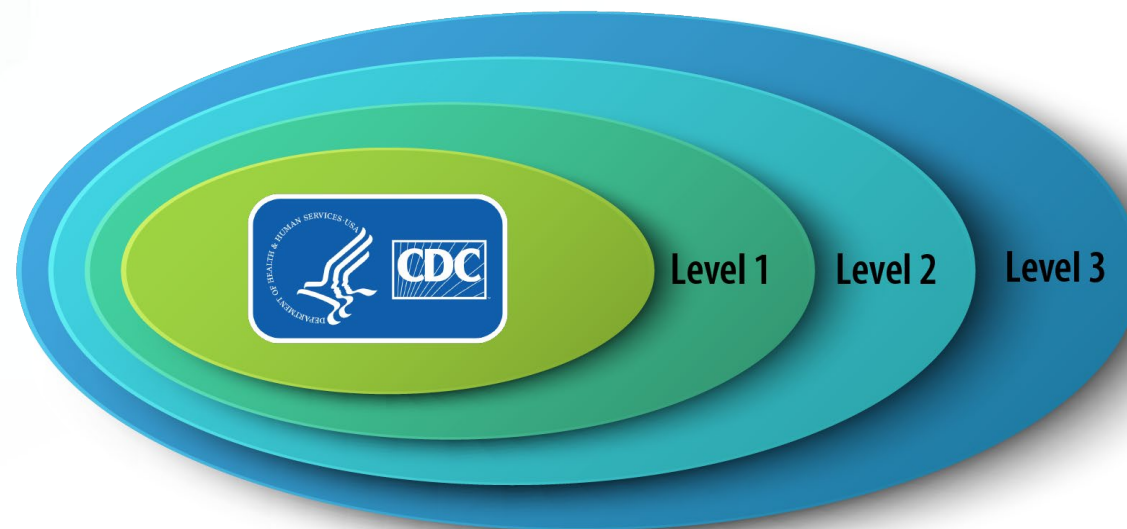 DEPARTMENT OF HEALTH & HUMAN SERVICES·USA
CDC
Level 1
Level 2
Level 3